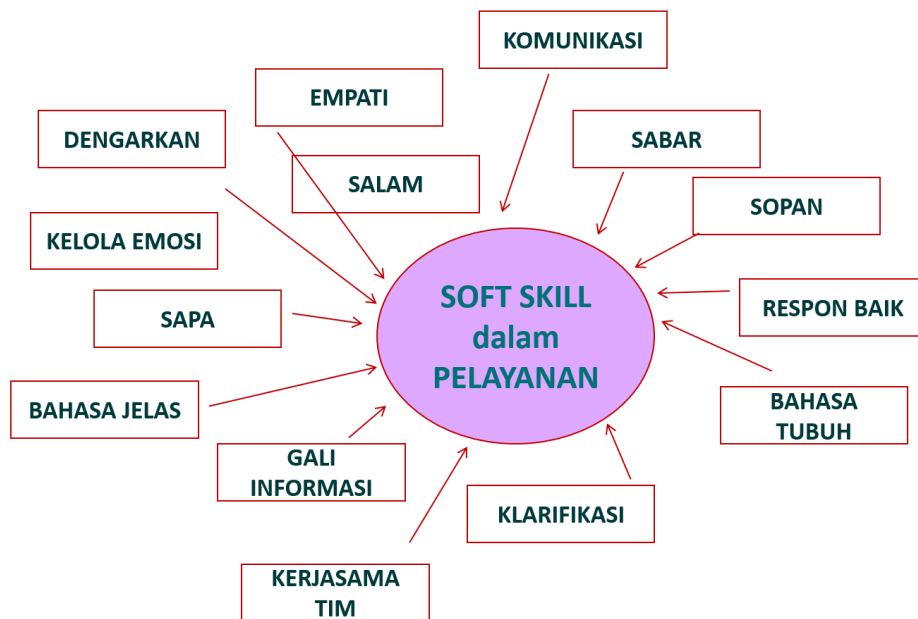 KOMUNIKASI
EMPATI
DENGARKAN
SABAR
SALAM
SOPAN
KELOLA EMOSI
SAPA
RESPON BAIK
SOFT SKILL
dalam
PELAYANAN
BAHASA JELAS
BAHASA
TUBUH
GALI
INFORMASI
KLARIFIKASI
KERJASAMA
TIM